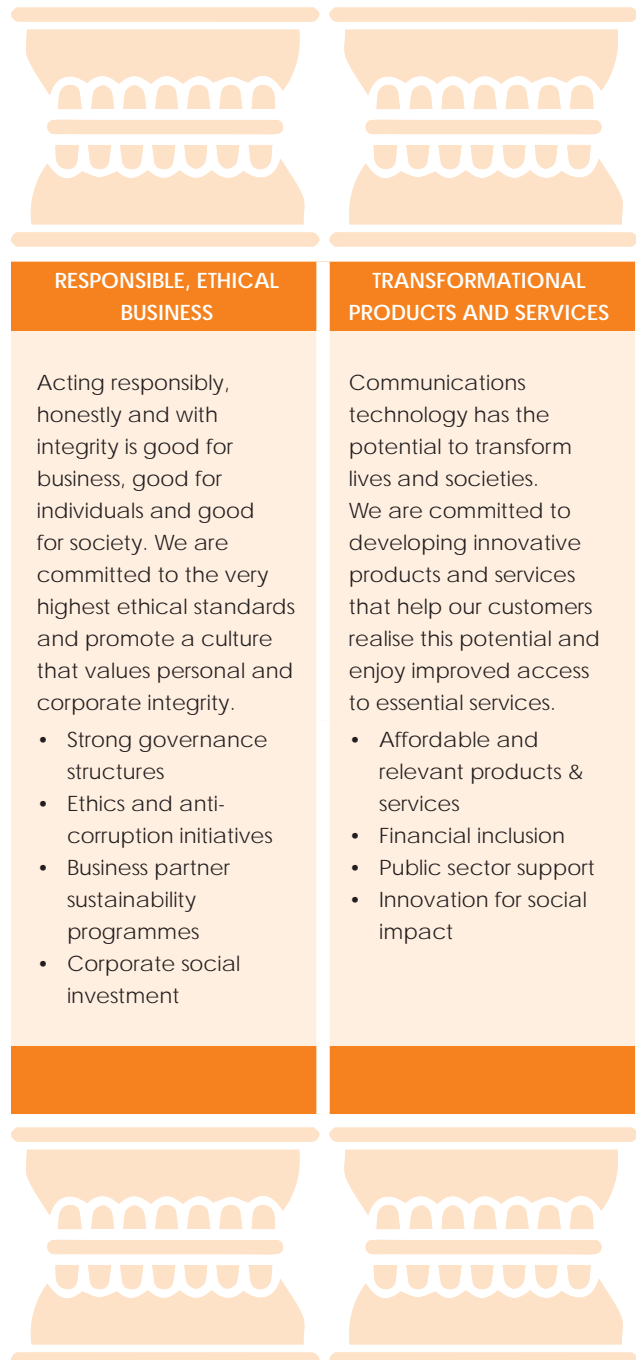 RESPONSIBLE, ETHICAL
BUSINESS
Acting responsibly,
honestly and with
integrity is good for
business, good for
individuals and good
for society. We are
committed to the very
highest ethical standards
and promote a culture
that values personal and
corporate integrity.
• Strong governance
structures
• Ethics and anti-
corruption initiatives
• Business partner
sustainability
programmes
• Corporate social
investment
TRANSFORMATIONAL
PRODUCTS AND SERVICES
Communications
technology has the
potential to transform
lives and societies.
We are committed to
developing innovative
products and services
that help our customers
realise this potential and
enjoy improved access
to essential services.
• Affordable and
relevant products &
services
• Financial inclusion
• Public sector support
• Innovation for social
impact